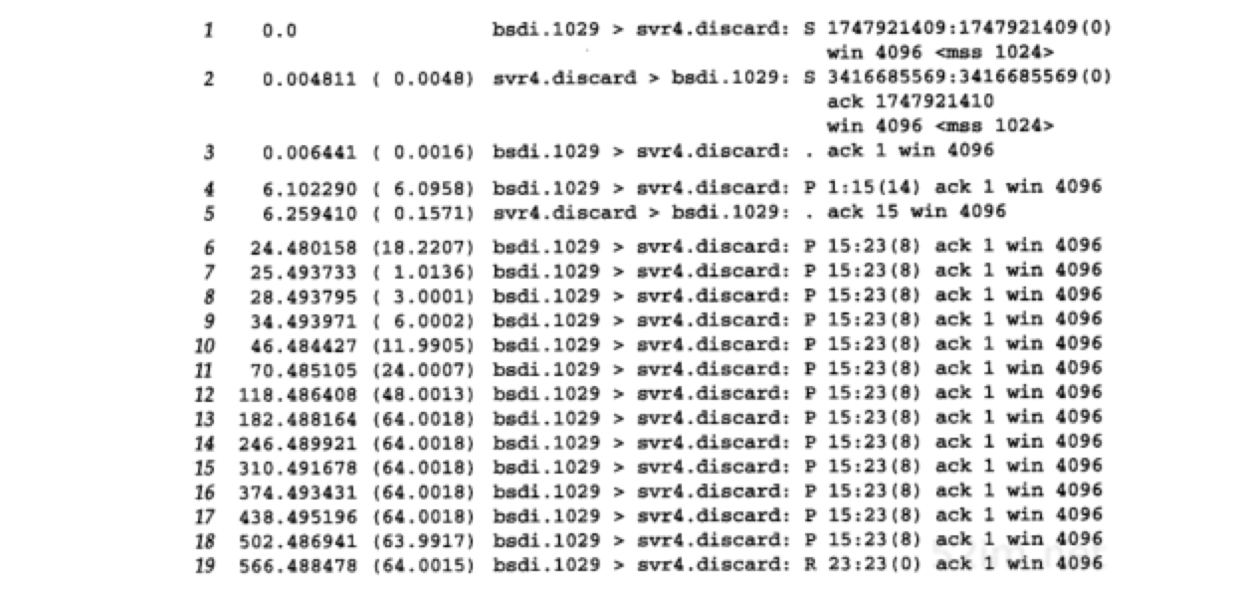 1 0.0 bsdi.1029 > svr4.discard: S 1747921409:1747921409(0)
win 4096 <mss 1024>
2 0.004811 ( 0.0048) svr4.discard > bsdi.1029: S 3416685569:3416685569(0)
ack 1747921410
win 4096 <mss 1024>
3 0.006441 ( 0.0016) bsdi.1029 > svr4.discard: . ack 1 win 4096
4 6.102290 ( 6.0958) bsdi.1029 > svr4.discard: P 1:15(14) ack 1 win 4096
5 6.259410 ( 0.1571) svr4.discard > bsdi.1029: . ack 15 win 4096
6 24.480158 (18.2207) bsdi.1029 > svr4.discard: P 15:23(8) ack 1 win 4096
7 25.493733 ( 1.0136) bsdi.1029 > svr4.discard: P 15:23(8) ack 1 win 4096
8 28.493795 ( 3.0001) bsdi.1029 > svr4.discard: P 15:23(8) ack 1 win 4096
9 34.493971 ( 6.0002) bsdi.1029 > svr4.discard: P 15:23(8) ack 1 win 4096
10 46.484427 (11.9905) bsdi.1029 > svr4.discard: P 15:23(8) ack 1 win 4096
11 70.485105 (24.0007) bsdi.1029 > svr4.discard: P 15:23(8) ack 1 win 4096
12 118.486408 (48.0013) bsdi.1029 > svr4.discard: P 15:23(8) ack 1 win 4096
13 182.488164 (64.0018) bsdi.1029 > svr4.discard: P 15:23(8) ack 1 win 4096
14 246.489921 (64.0018) bsdi.1029 > svr4.discard: P 15:23(8) ack 1 win 4096
15 310.491678 (64.0018) bsdi.1029 > svr4.discard: P 15:23(8) ack 1 win 4096
16 374.493431 (64.0018) bsdi.1029 > svr4.discard: P 15:23(8) ack 1 win 4096
17 438.495196 (64.0018) bsdi.1029 > svr4.discard: P 15:23(8) ack 1 win 4096
18 502.486941 (63.9917) bsdi.1029 > svr4.discard: P 15:23(8) ack 1 win 4096
19 566.488478 (64.0015) bsdi.1029 > svr4.discard: R 23:23(0) ack 1 win 4096